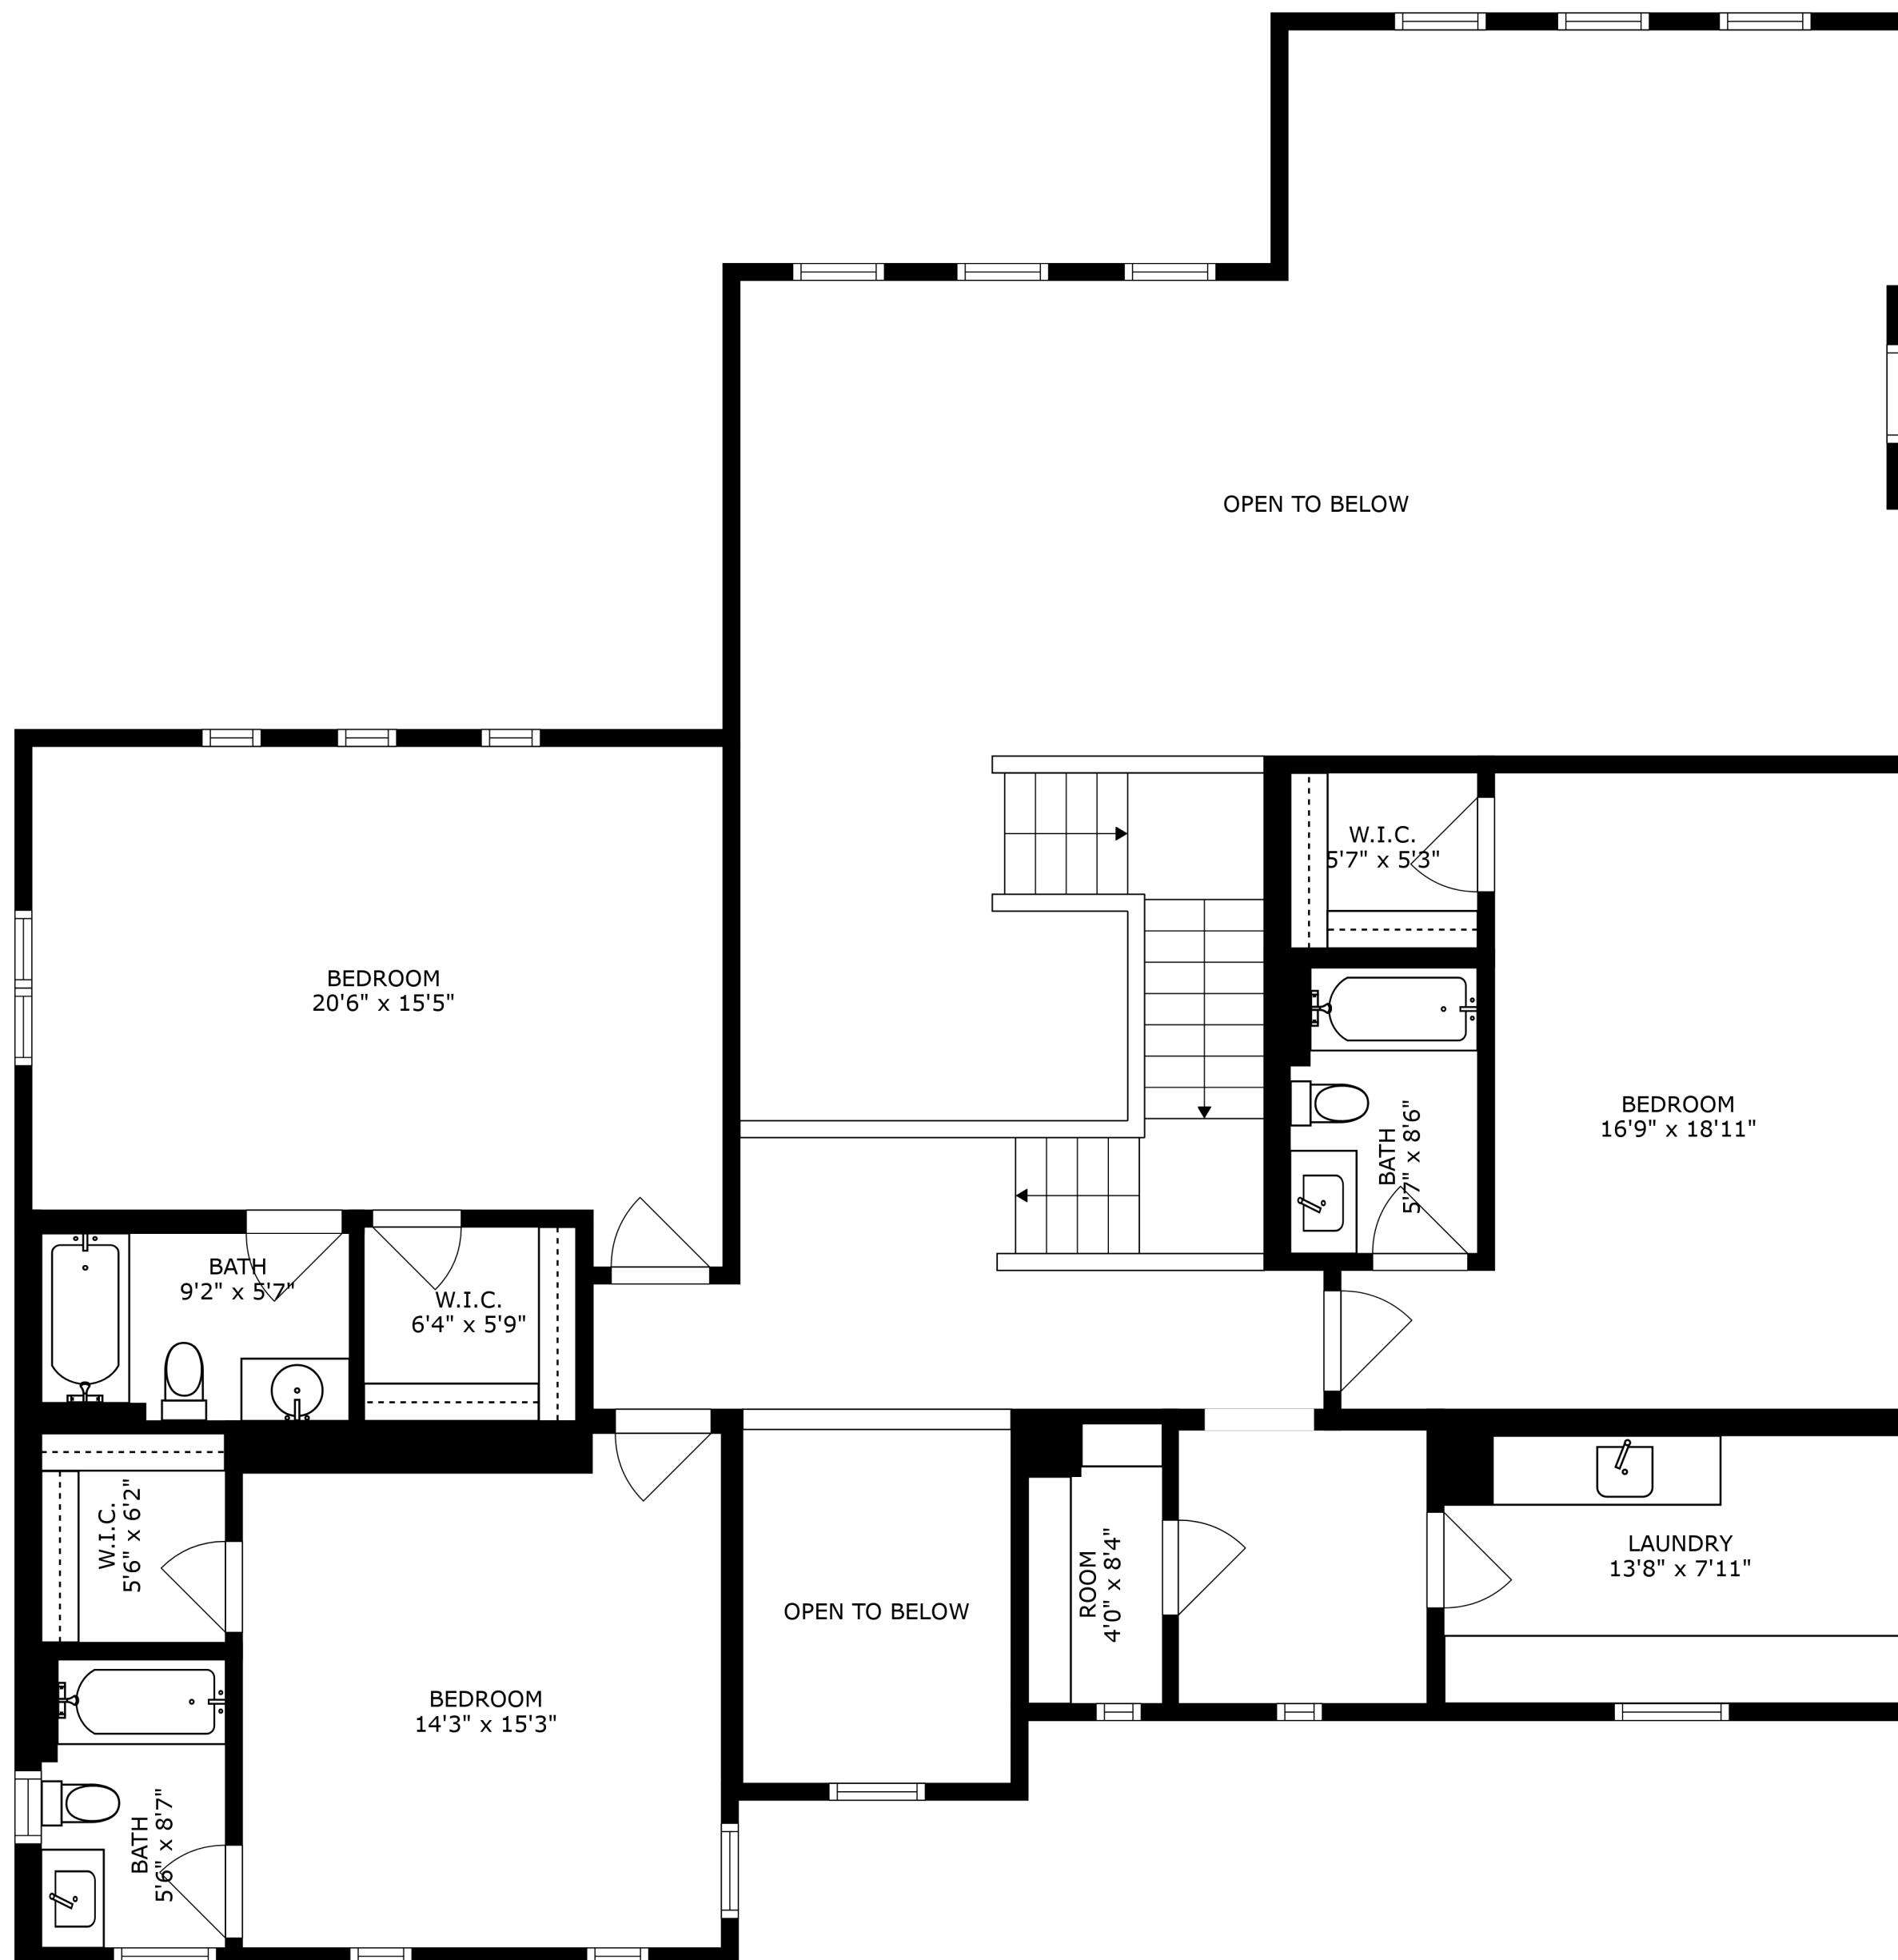 OPEN TO BELOW
W.I.C.
5'7" x 5'3"
BEDROOM
20'6" x 15'5"
BEDROOM
16'9" x 18'11"
BATH
5'7" x 8'6"
BATH
9'2" x 5'7"
W.I.C.
6'4" x 5'9"
W.I.C.
5'6" x 6'2"
LAUNDRY
13'8" x 7'11"
ROOM
4'0" x 8'4"
OPEN TO BELOW
BEDROOM
14'3" x 15'3"
BATH
5'6" x 8'7"